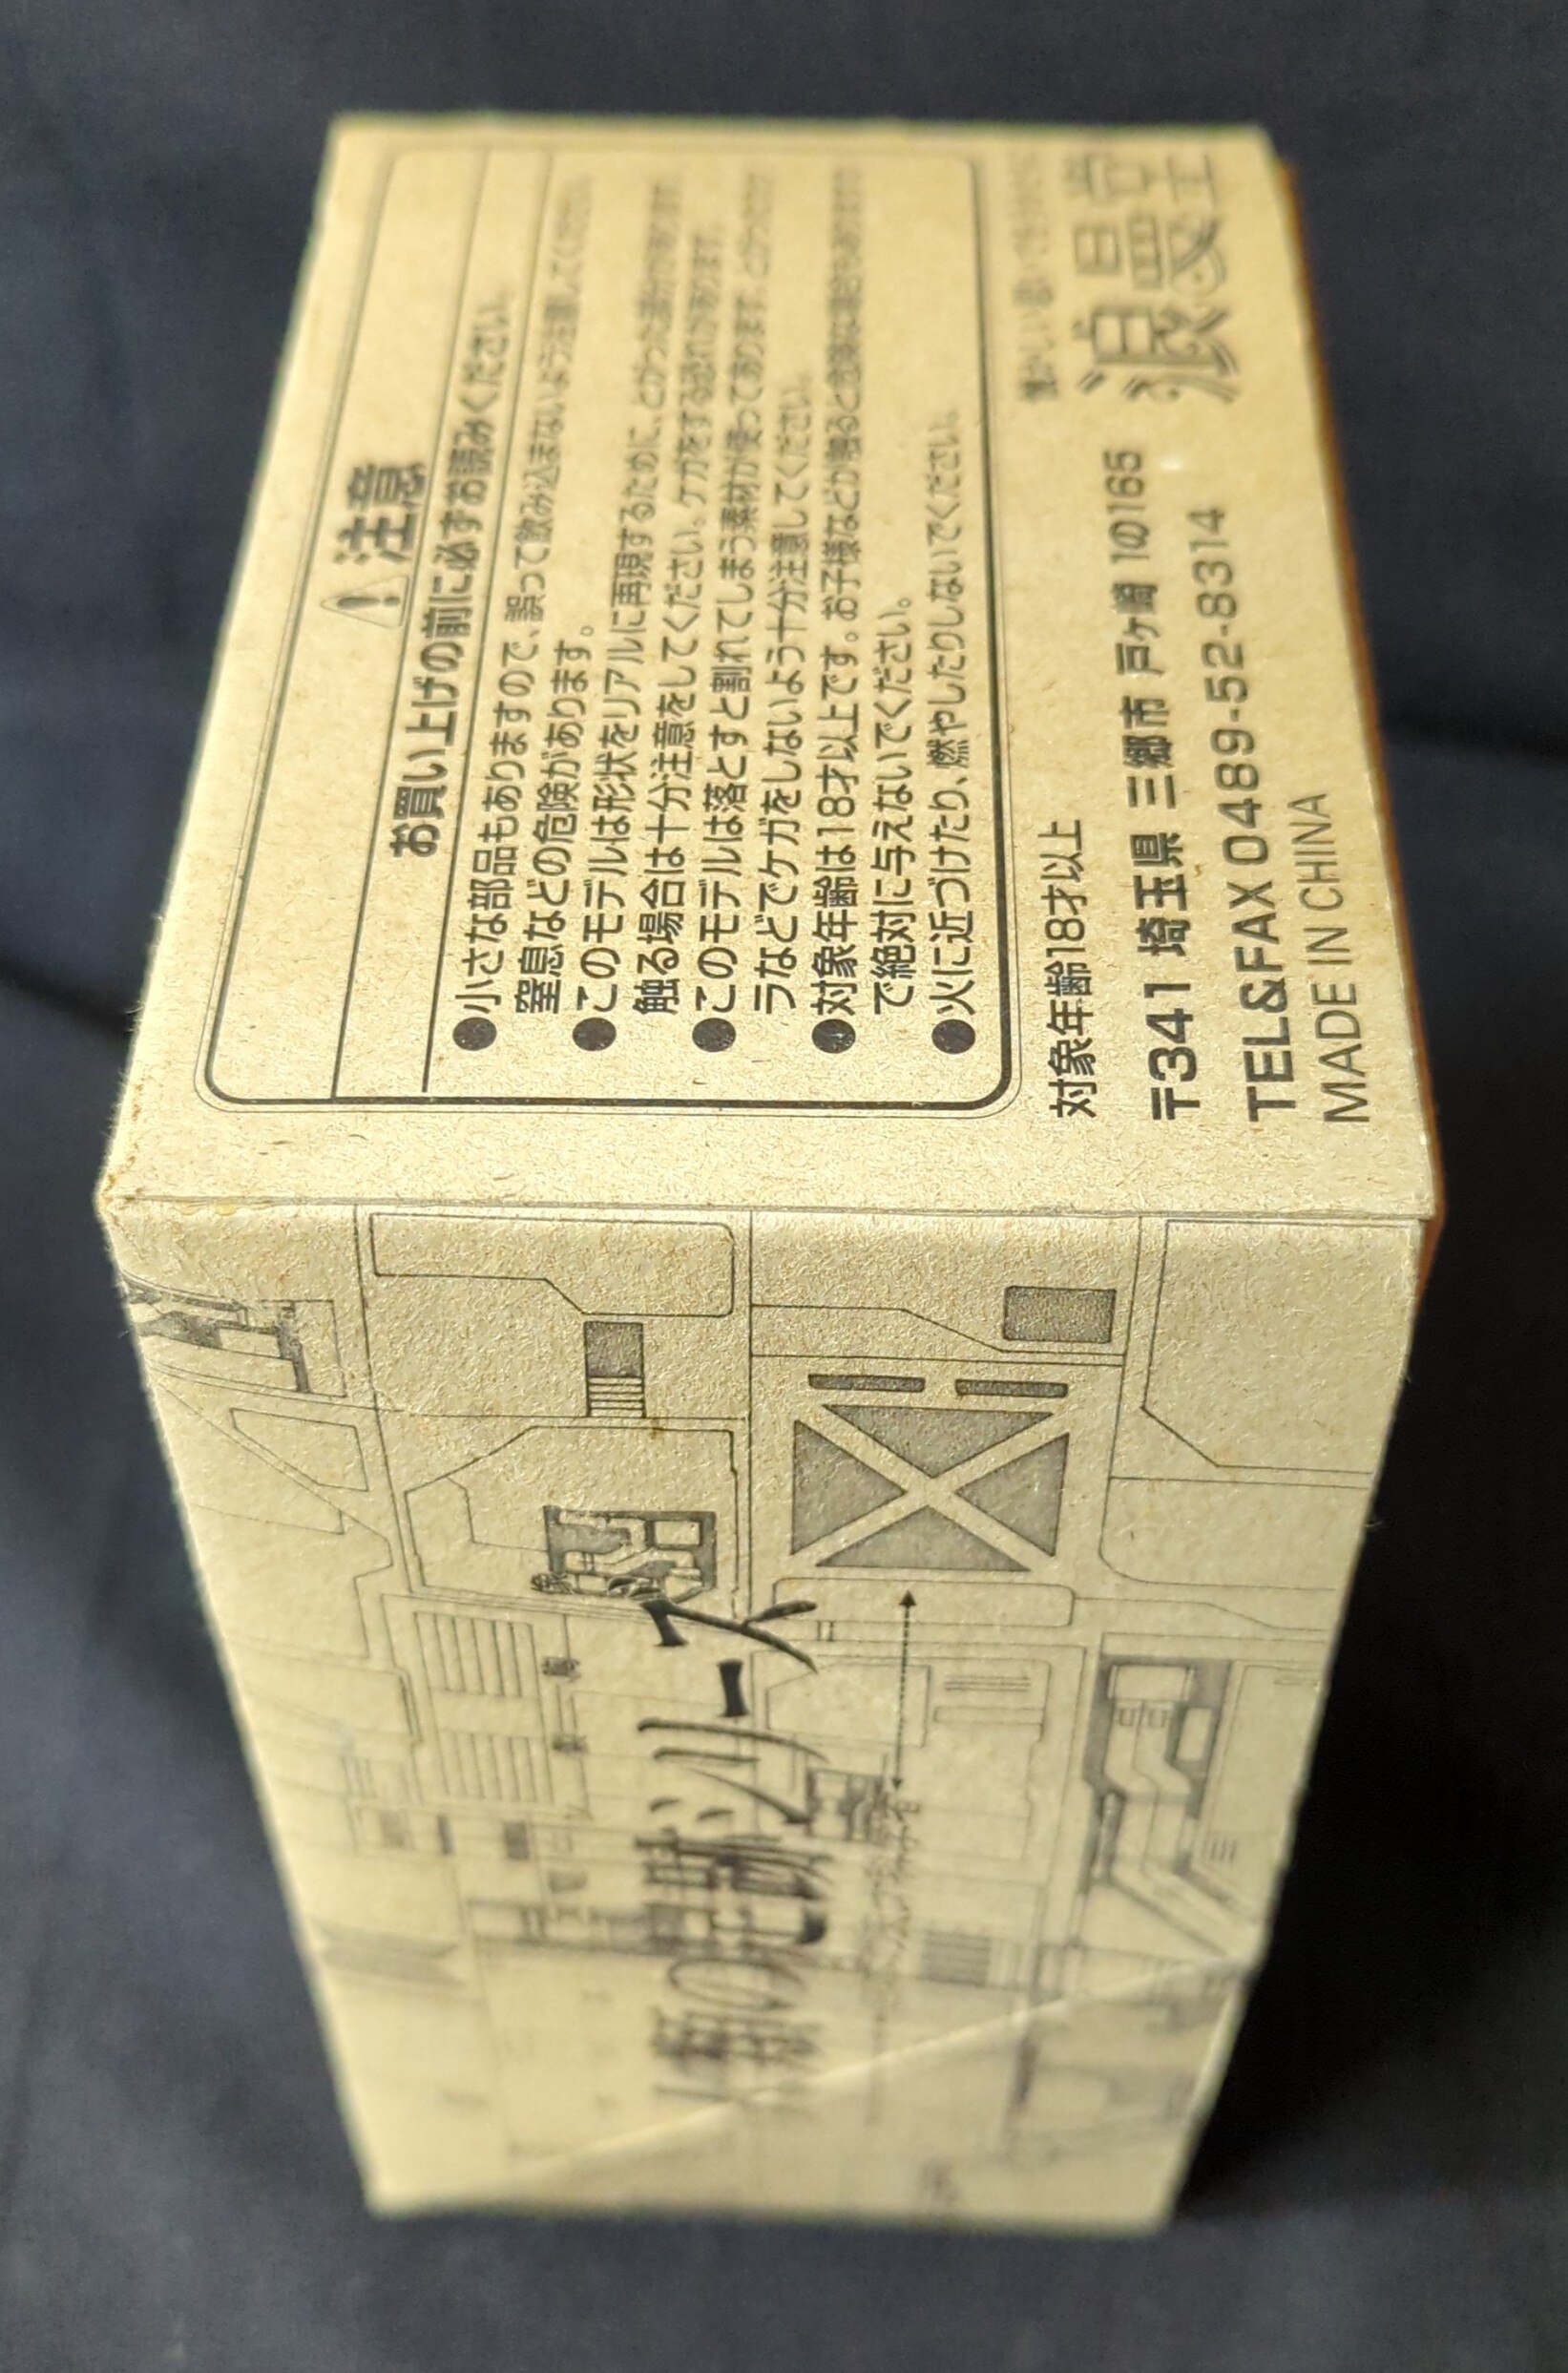 注意
お買い上げの前に必ずお読みください。
●小さな部品もありますので、誤って飲み込まないよう注意してください。
窒息などの危険があります。
●このモデルは形状をリアルに再現するために、とがった部分があります。
触る場合は十分注意をしてください。ケガをする恐れがあります。
●このモデルは落とすと割れてしまう素材が使ってあります。とがった
ラなどでケガをしないよう十分注意してください。
●対象年齢は18才以上です。お子様などが触ると危険な場合もありますの
で絶対に与えないでください。
●火に近づけたり、燃やしたりしないでください。
対象年齢18才以上
〒341 埼玉県 三郷市 戸ヶ崎 1の165
TEL&FAX 0489-52-8314
MADE IN CHINA
浪曼堂
シリーズ